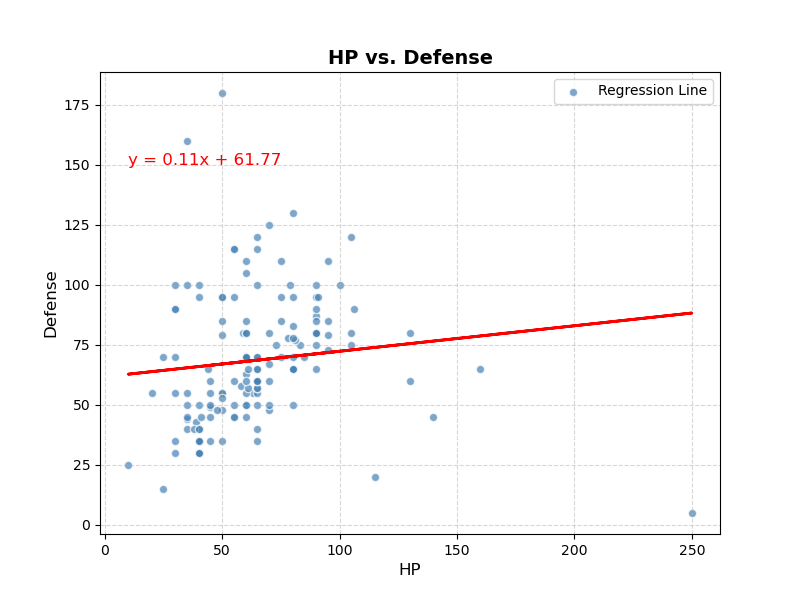 HP vs. Defense
Regression Line
y = 0.11x + 61.77
175
150
125
100
75
50
25
0
Defense
0 50 100 150 200 250
HP